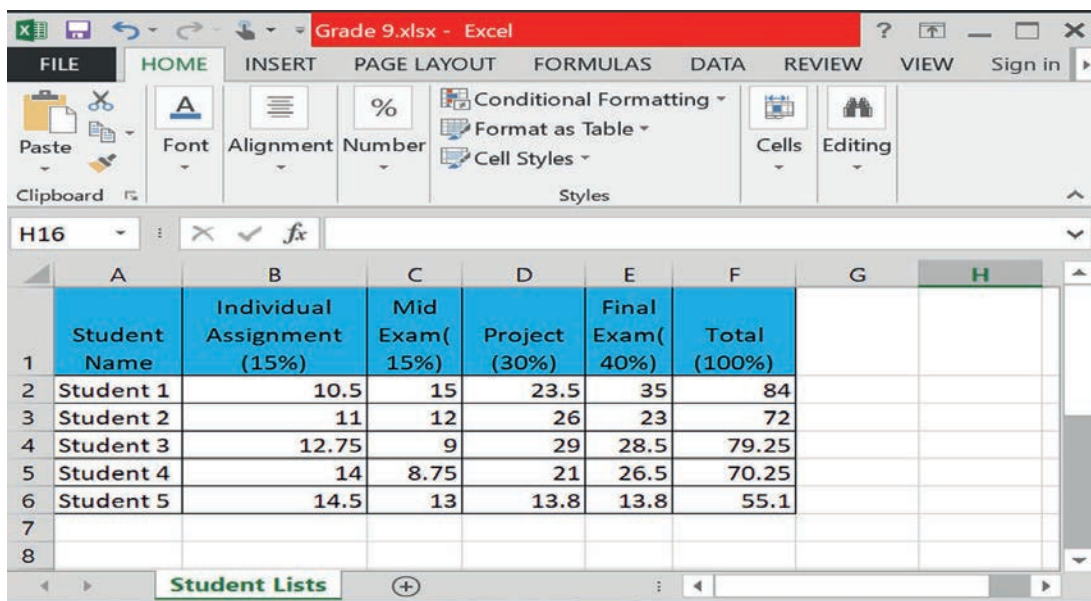 Grade 9.xlsx - Excel ?
FILE HOME INSERT PAGE LAYOUT FORMULAS DATA REVIEW VIEW Sign in
Paste
Clipboard
A
Font
Alignment
%
Number
Conditional Formatting
Format as Table
Cell Styles
Styles
Cells
Editing
H16 fx
A B C D E F G H
1 Student Name Individual Assignment (15%) Mid Exam( 15%) Project (30%) Final Exam( 40%) Total (100%)
2 Student 1 10.5 15 23.5 35 84
3 Student 2 11 12 26 23 72
4 Student 3 12.75 9 29 28.5 79.25
5 Student 4 14 8.75 21 26.5 70.25
6 Student 5 14.5 13 13.8 13.8 55.1
7
8
Student Lists